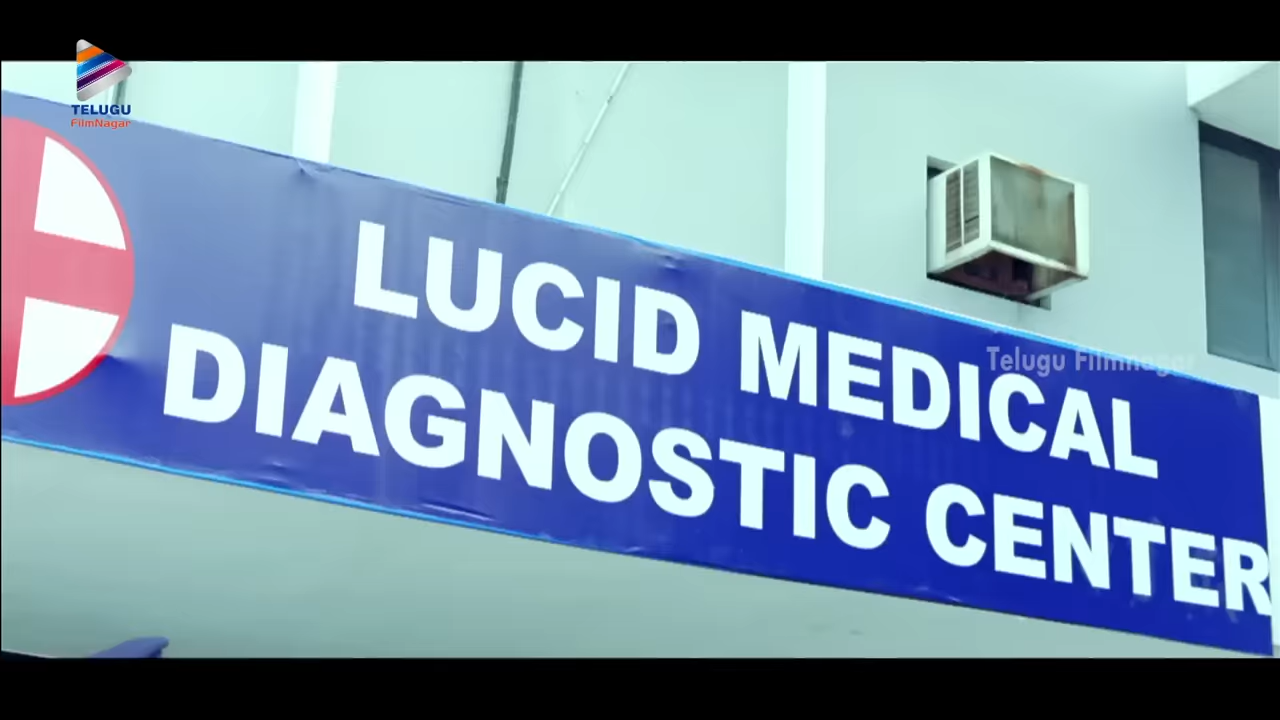 TELUGU
FilmNagar
LUCID MEDICAL
DIAGNOSTIC CENTER
Telugu Filmnagar